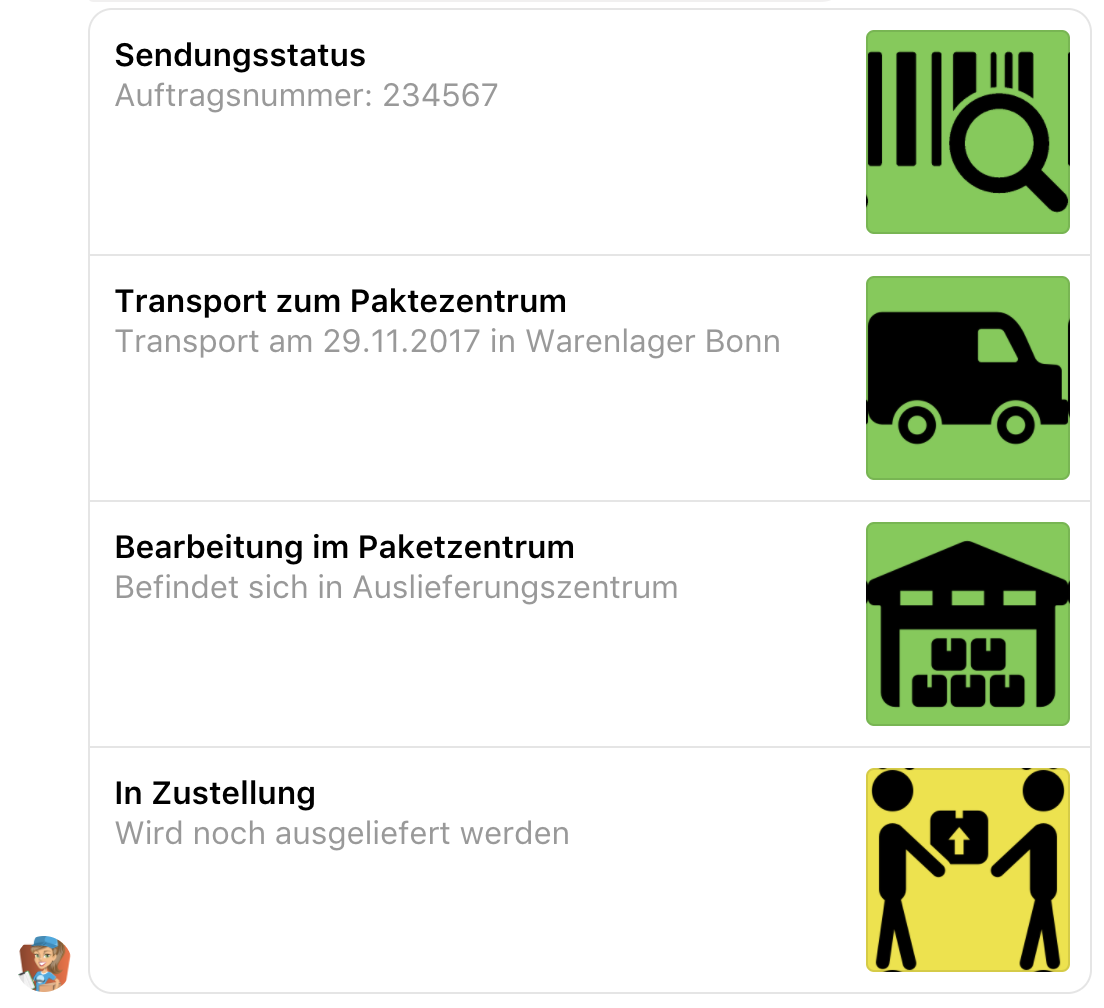 Sendungsstatus
Auftragsnummer: 234567
Transport zum Paktezentrum
Transport am 29.11.2017 in Warenlager Bonn
Bearbeitung im Paketzentrum
Befindet sich in Auslieferungszentrum
In Zustellung
Wird noch ausgeliefert werden